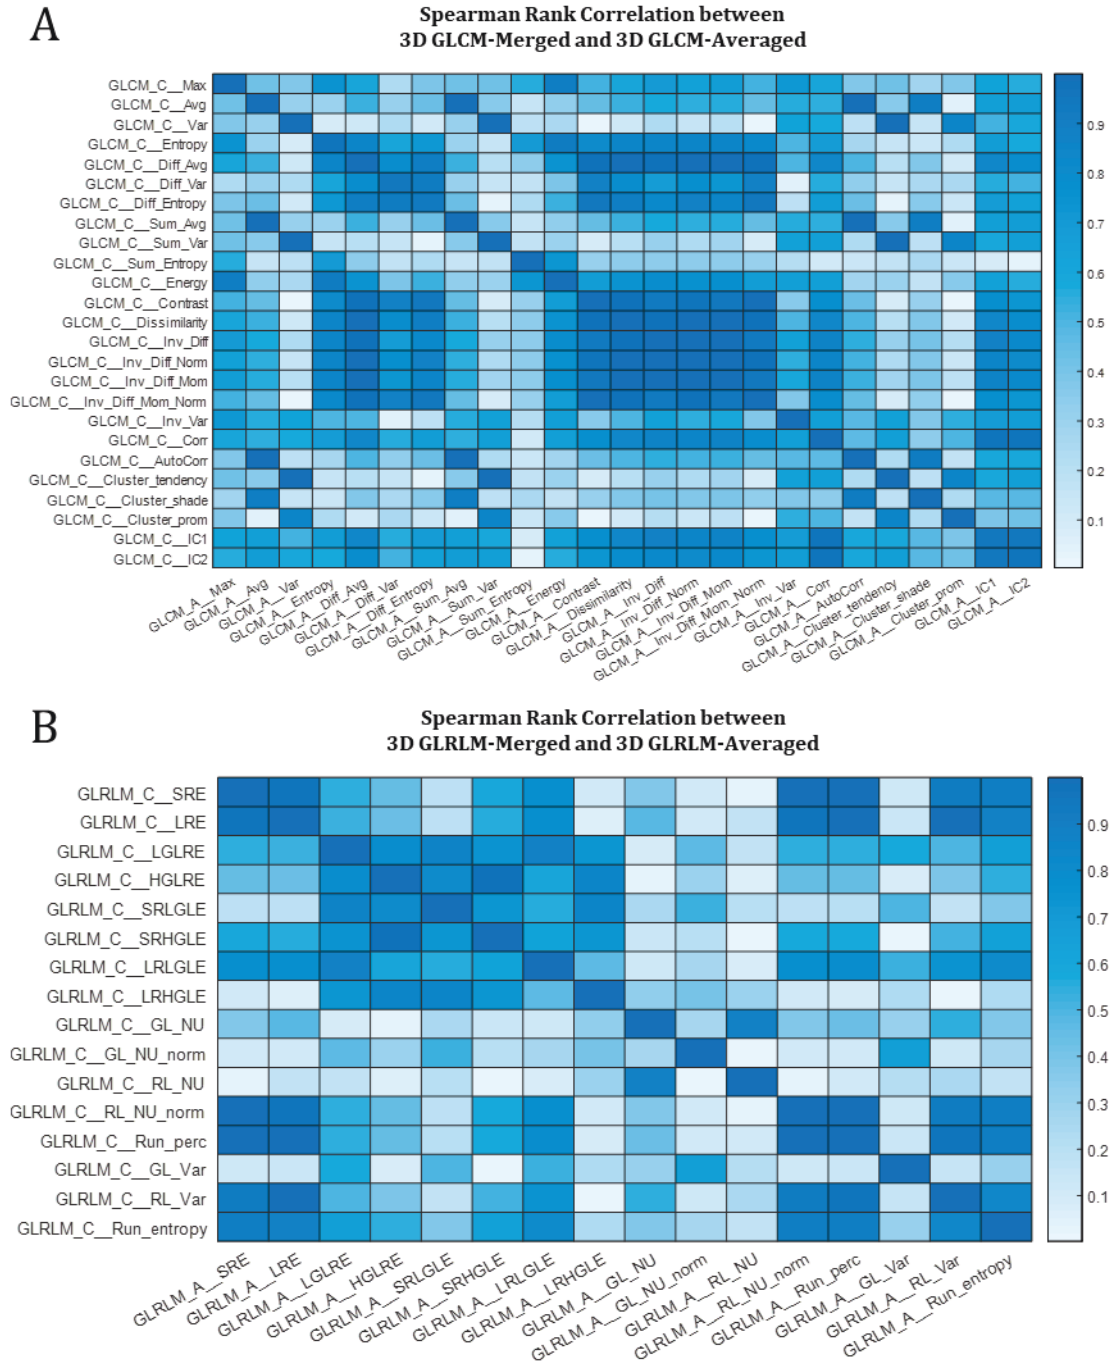 A
Spearman Rank Correlation between
3D GLCM-Merged and 3D GLCM-Averaged
GLCM_C__Max
GLCM_C__Avg
GLCM_C__Var
GLCM_C__Entropy
GLCM_C__Diff_Avg
GLCM_C__Diff_Var
GLCM_C__Diff_Entropy
GLCM_C__Sum_Avg
GLCM_C__Sum_Var
GLCM_C__Sum_Entropy
GLCM_C__Energy
GLCM_C__Contrast
GLCM_C__Dissimilarity
GLCM_C__Inv_Diff
GLCM_C__Inv_Diff_Norm
GLCM_C__Inv_Diff_Mom
GLCM_C__Inv_Diff_Mom_Norm
GLCM_C__Inv_Var
GLCM_C__Corr
GLCM_C__AutoCorr
GLCM_C__Cluster_tendency
GLCM_C__Cluster_shade
GLCM_C__Cluster_prom
GLCM_C__IC1
GLCM_C__IC2
GLCM_A__Max
GLCM_A__Avg
GLCM_A__Var
GLCM_A__Entropy
GLCM_A__Diff_Avg
GLCM_A__Diff_Var
GLCM_A__Diff_Entropy
GLCM_A__Sum_Avg
GLCM_A__Sum_Var
GLCM_A__Sum_Entropy
GLCM_A__Energy
GLCM_A__Contrast
GLCM_A__Dissimilarity
GLCM_A__Inv_Diff
GLCM_A__Inv_Diff_Norm
GLCM_A__Inv_Diff_Mom
GLCM_A__Inv_Diff_Mom_Norm
GLCM_A__Inv_Var
GLCM_A__Corr
GLCM_A__AutoCorr
GLCM_A__Cluster_tendency
GLCM_A__Cluster_shade
GLCM_A__Cluster_prom
GLCM_A__IC1
GLCM_A__IC2
0.9
0.8
0.7
0.6
0.5
0.4
0.3
0.2
0.1
B
Spearman Rank Correlation between
3D GLRLM-Merged and 3D GLRLM-Averaged
GLRLM_C__SRE
GLRLM_C__LRE
GLRLM_C__LGLRE
GLRLM_C__HGLRE
GLRLM_C__SRLGLE
GLRLM_C__SRHGLE
GLRLM_C__LRLGLE
GLRLM_C__LRHGLE
GLRLM_C__GL_NU
GLRLM_C__GL_NU_norm
GLRLM_C__RL_NU
GLRLM_C__RL_NU_norm
GLRLM_C__Run_perc
GLRLM_C__GL_Var
GLRLM_C__RL_Var
GLRLM_C__Run_entropy
GLRLM_A__SRE
GLRLM_A__LRE
GLRLM_A__LGLRE
GLRLM_A__HGLRE
GLRLM_A__SRLGLE
GLRLM_A__SRHGLE
GLRLM_A__LRLGLE
GLRLM_A__LRHGLE
GLRLM_A__GL_NU
GLRLM_A__GL_NU_norm
GLRLM_A__RL_NU
GLRLM_A__RL_NU_norm
GLRLM_A__Run_perc
GLRLM_A__GL_Var
GLRLM_A__RL_Var
GLRLM_A__Run_entropy
0.9
0.8
0.7
0.6
0.5
0.4
0.3
0.2
0.1